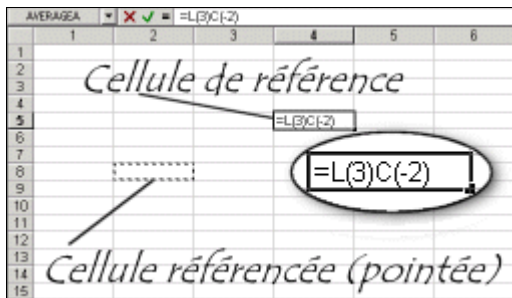 AVERAGEA =L(3)C(-2)
1 2 3 4 5 6
1
2
3
4
5
6
7
8
9
10
11
12
13
14
15
Cellule de référence
=L(3)C(-2)
=L(3)C(-2)
Cellule référencée (pointée)